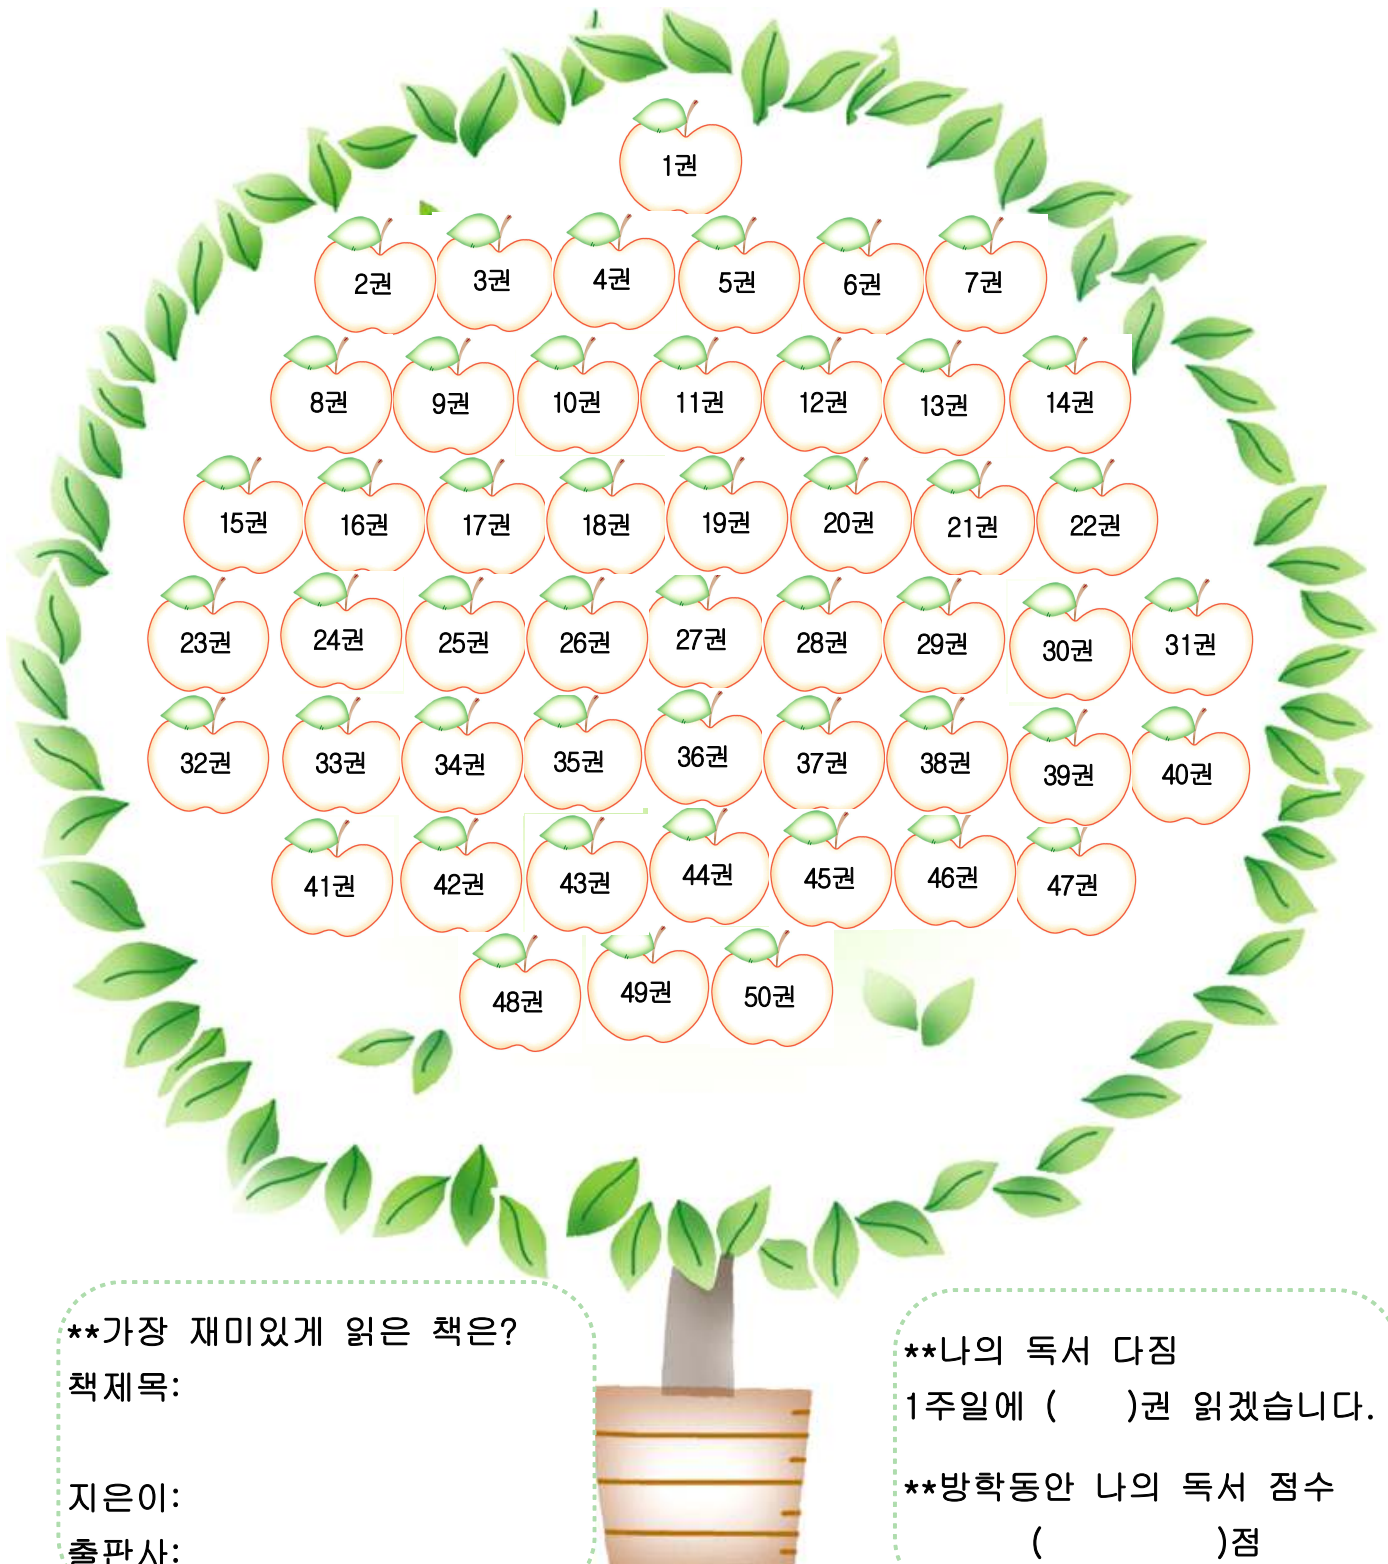 1권
2권 3권 4권 5권 6권 7권
8권 9권 10권 11권 12권 13권 14권
15권 16권 17권 18권 19권 20권 21권 22권
23권 24권 25권 26권 27권 28권 29권 30권 31권
32권 33권 34권 35권 36권 37권 38권 39권 40권
41권 42권 43권 44권 45권 46권 47권
48권 49권 50권
**가장 재미있게 읽은 책은?
책제목:
지은이:
출판사:
**나의 독서 다짐
1주일에 (    )권 읽겠습니다.
**방학동안 나의 독서 점수
(          )점